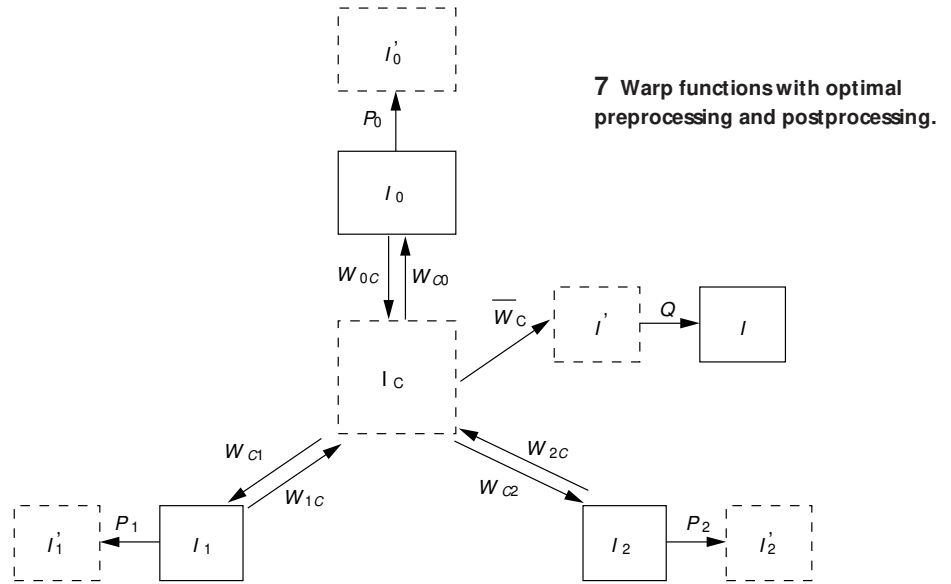 I'0
7 Warp functions with optimal
preprocessing and postprocessing.
P0
I0
W0C WC0
W̅C I' Q I
IC
WC1 W2C
W1C WC2
I'1 P1 I1 I2 P2 I'2